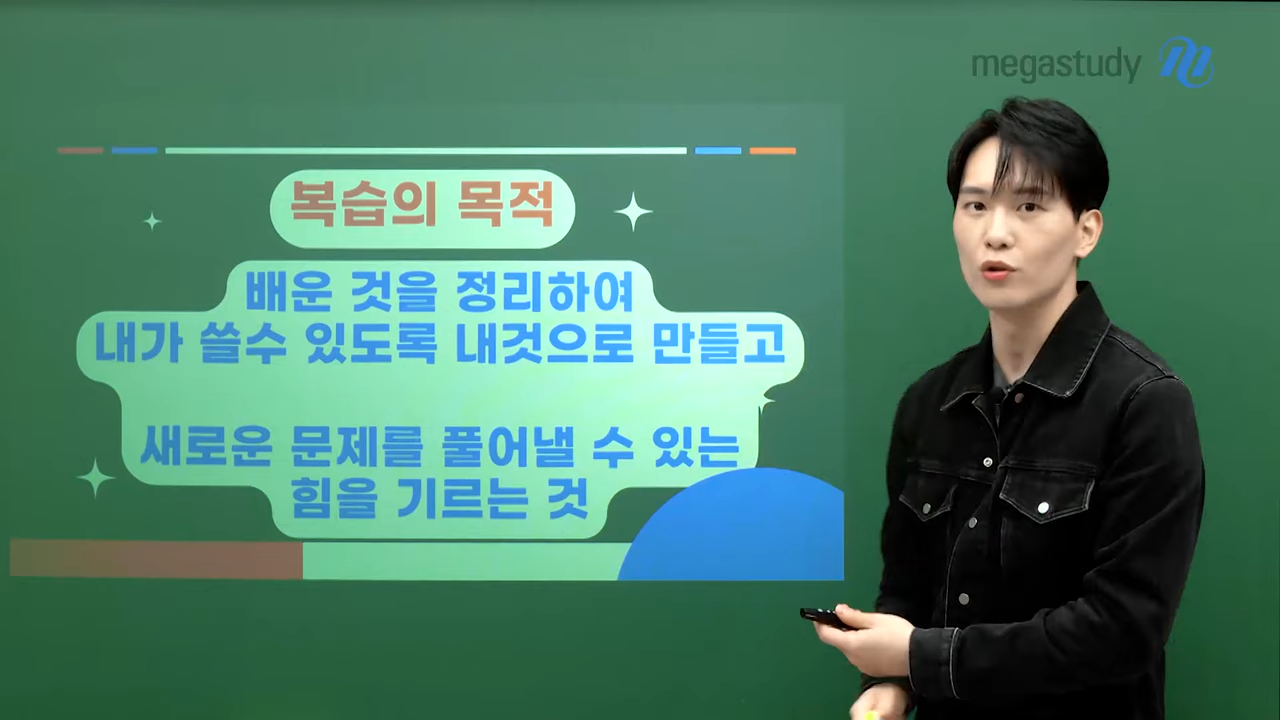 megastudy
복습의 목적
배운 것을 정리하여
내가 쓸수 있도록 내것으로 만들고
새로운 문제를 풀어낼 수 있는
힘을 기르는 것